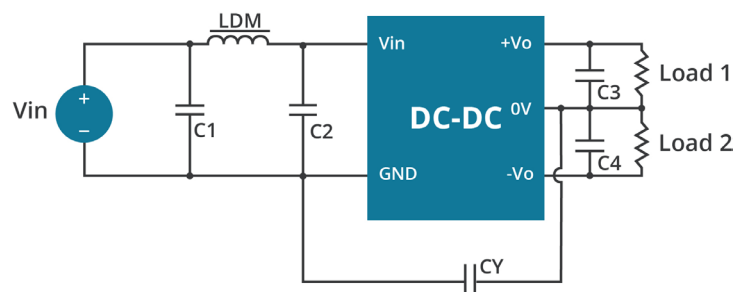 LDM
Vin
+
−
C1
C2
Vin
+Vo
DC-DC
0V
GND
-Vo
C3
C4
Load 1
Load 2
CY